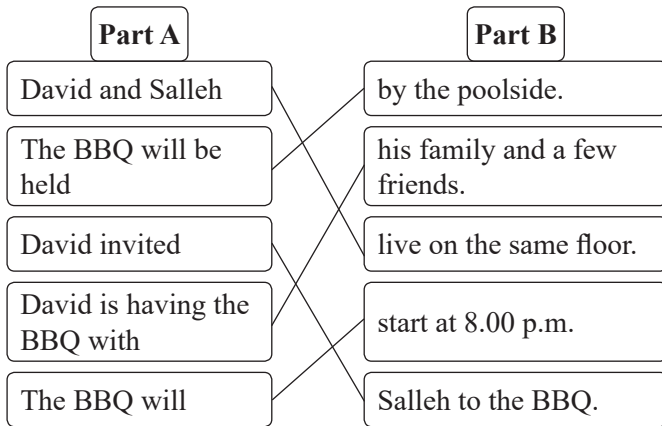 Part A
Part B
David and Salleh
by the poolside.
The BBQ will be
held
his family and a few
friends.
David invited
live on the same floor.
David is having the
BBQ with
start at 8.00 p.m.
The BBQ will
Salleh to the BBQ.